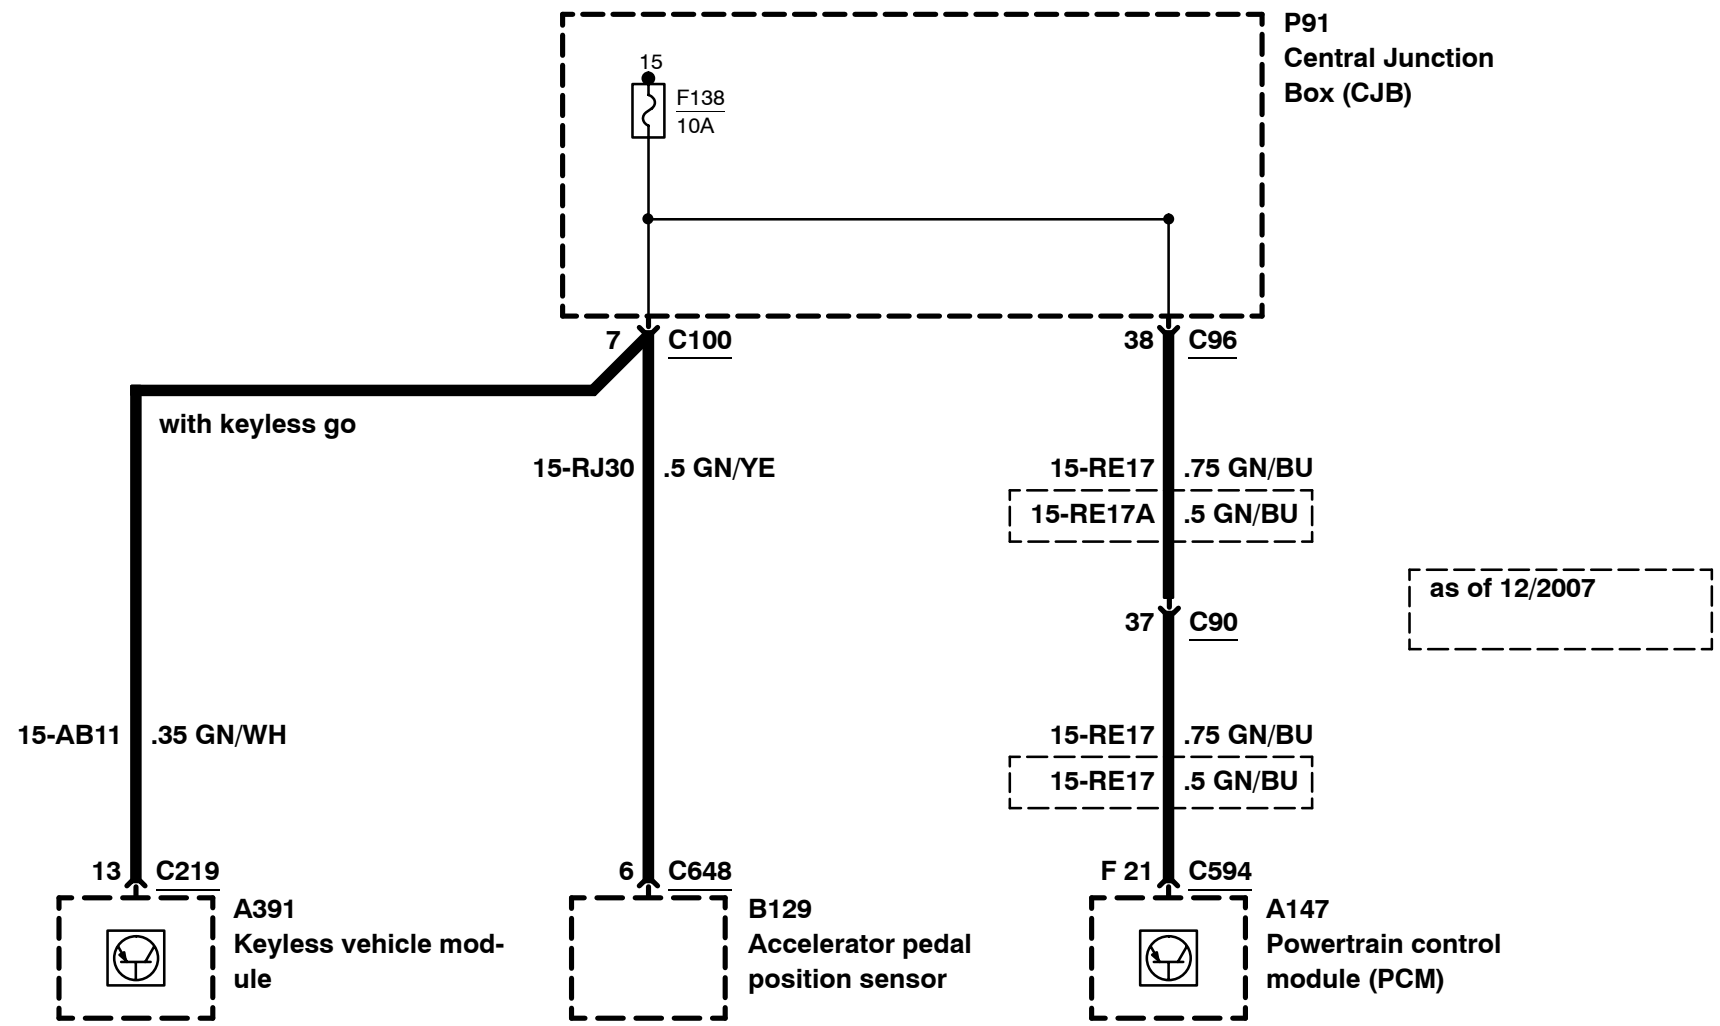 P91
Central Junction
Box (CJB)
15
F138
10A
7 C100
38 C96
with keyless go
15-RJ30 .5 GN/YE
15-RE17 .75 GN/BU
15-RE17A .5 GN/BU
as of 12/2007
37 C90
15-AB11 .35 GN/WH
15-RE17 .75 GN/BU
15-RE17 .5 GN/BU
13 C219
6 C648
F 21 C594
A391
Keyless vehicle mod-
ule
B129
Accelerator pedal
position sensor
A147
Powertrain control
module (PCM)